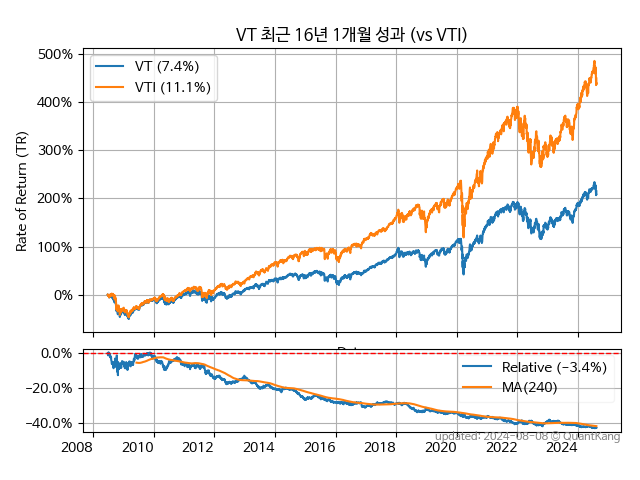 VT 최근 16년 1개월 성과 (vs VTI)
500%
400%
300%
200%
100%
0%
Rate of Return (TR)
VT (7.4%)
VTI (11.1%)
0.0%
−20.0%
−40.0%
Relative (−3.4%)
MA(240)
2008 2010 2012 2014 2016 2018 2020 2022 2024
updated: 2024-08-08 © QuantKang